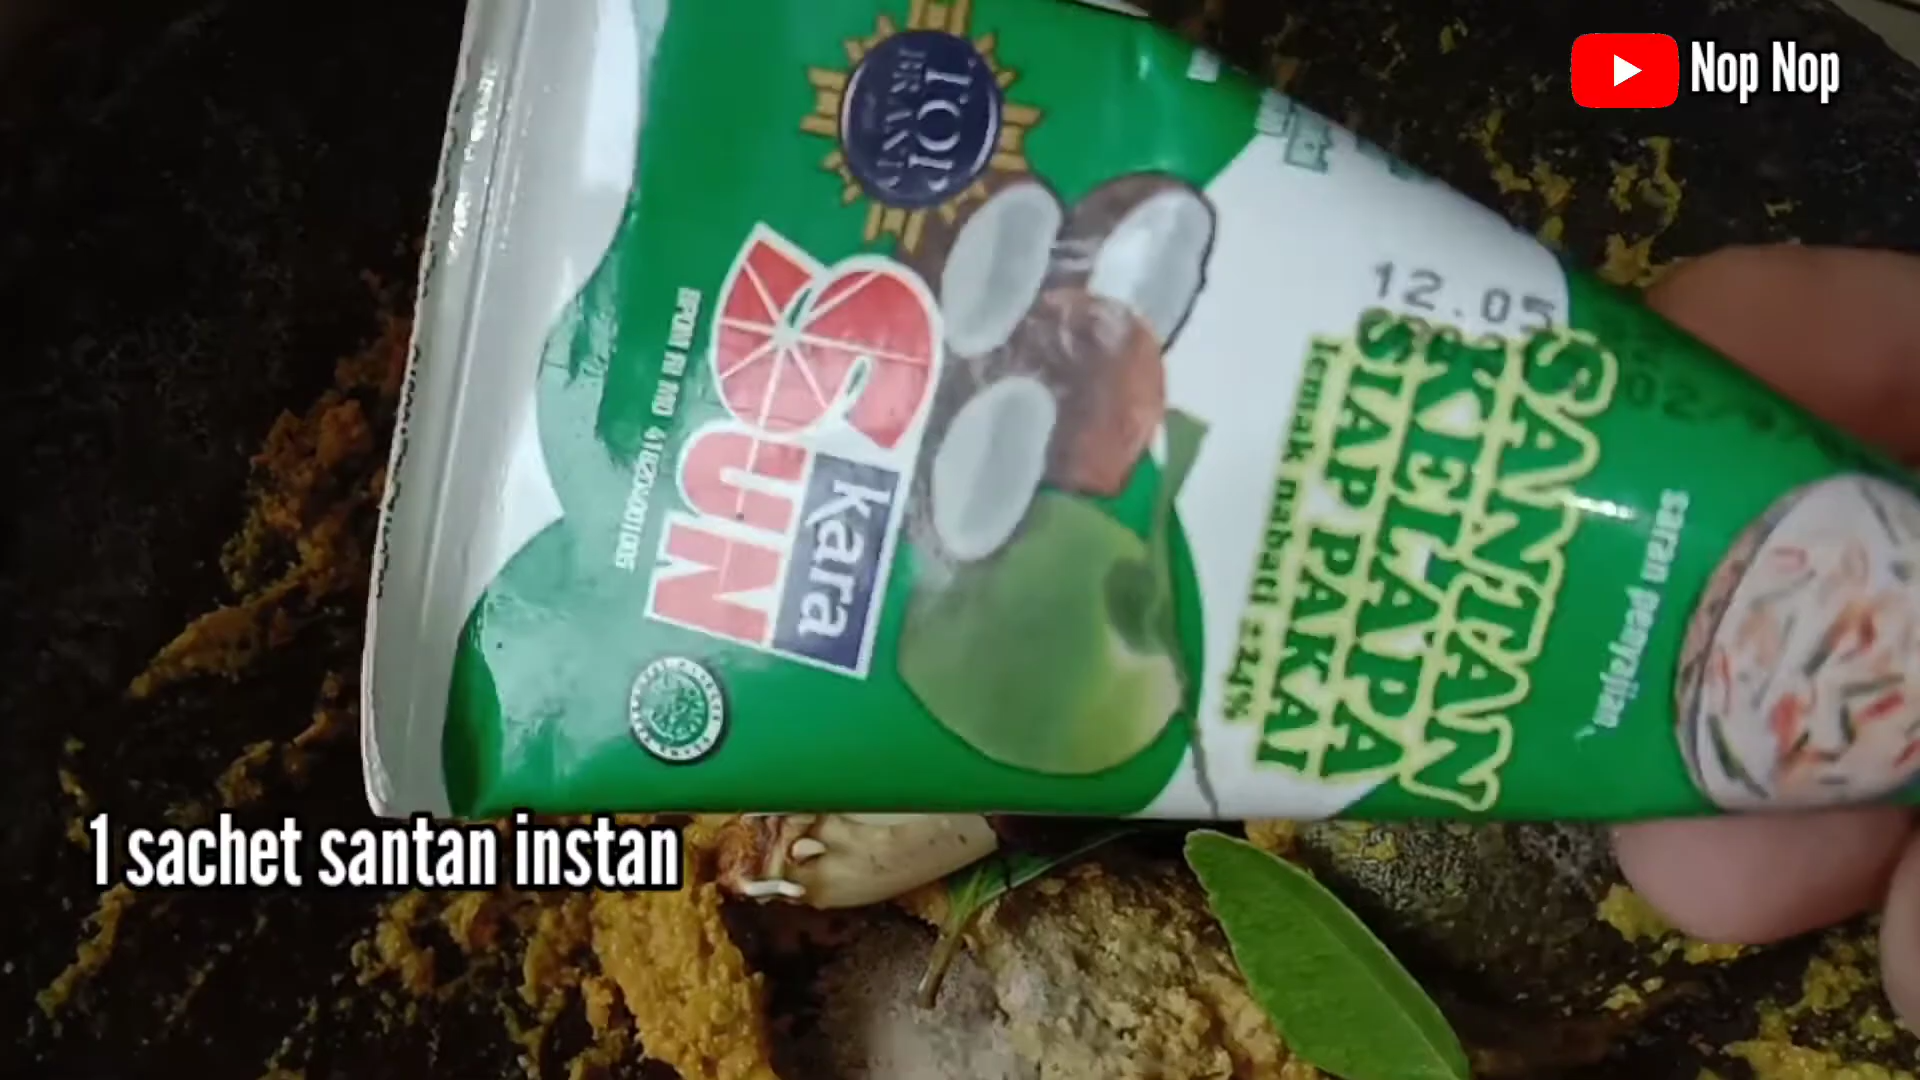 Nop Nop
TOP
BRAND
SUN
kara
12.05
SANTAN
KELAPA
SIAP PAKAI
lemak nabati ±24%
saran penyajian
1 sachet santan instan